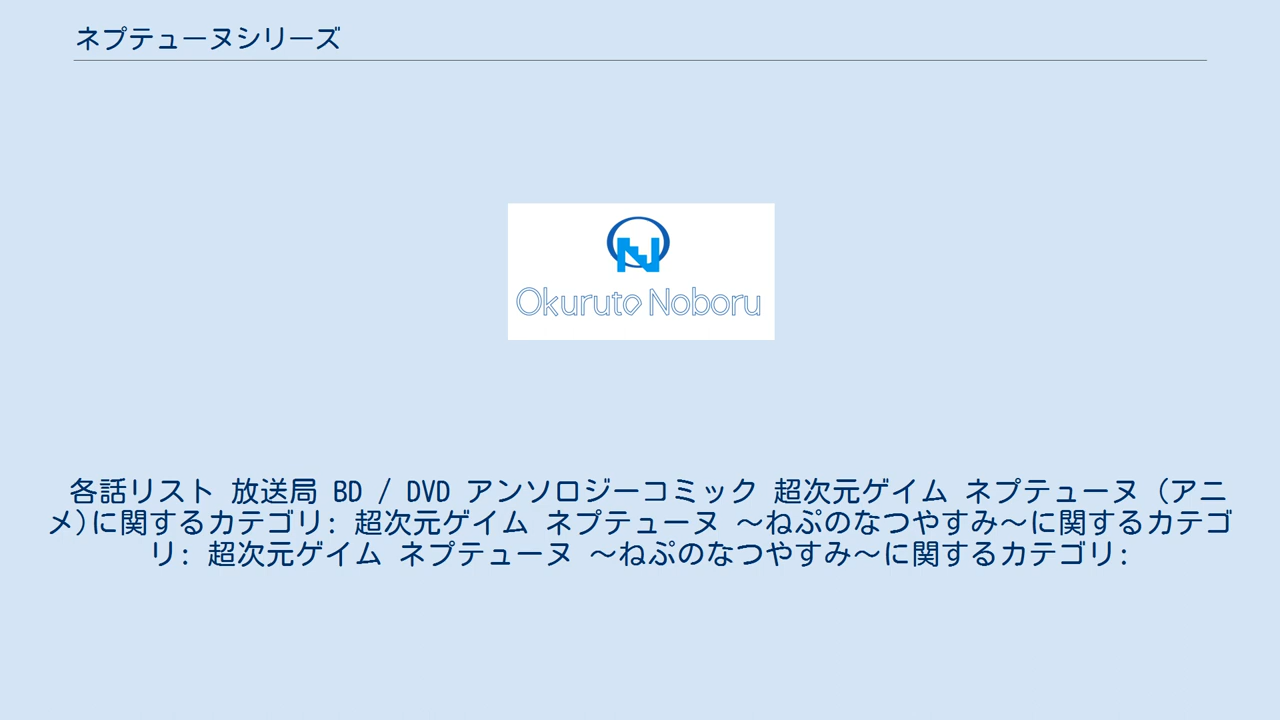 ネプテューヌシリーズ
Okuruto Noboru
各話リスト 放送局 BD / DVD アンソロジーコミック 超次元ゲイム ネプテューヌ (アニ
メ)に関するカテゴリ: 超次元ゲイム ネプテューヌ 〜ねぷのなつやすみ〜に関するカテゴ
リ: 超次元ゲイム ネプテューヌ 〜ねぷのなつやすみ〜に関するカテゴリ: